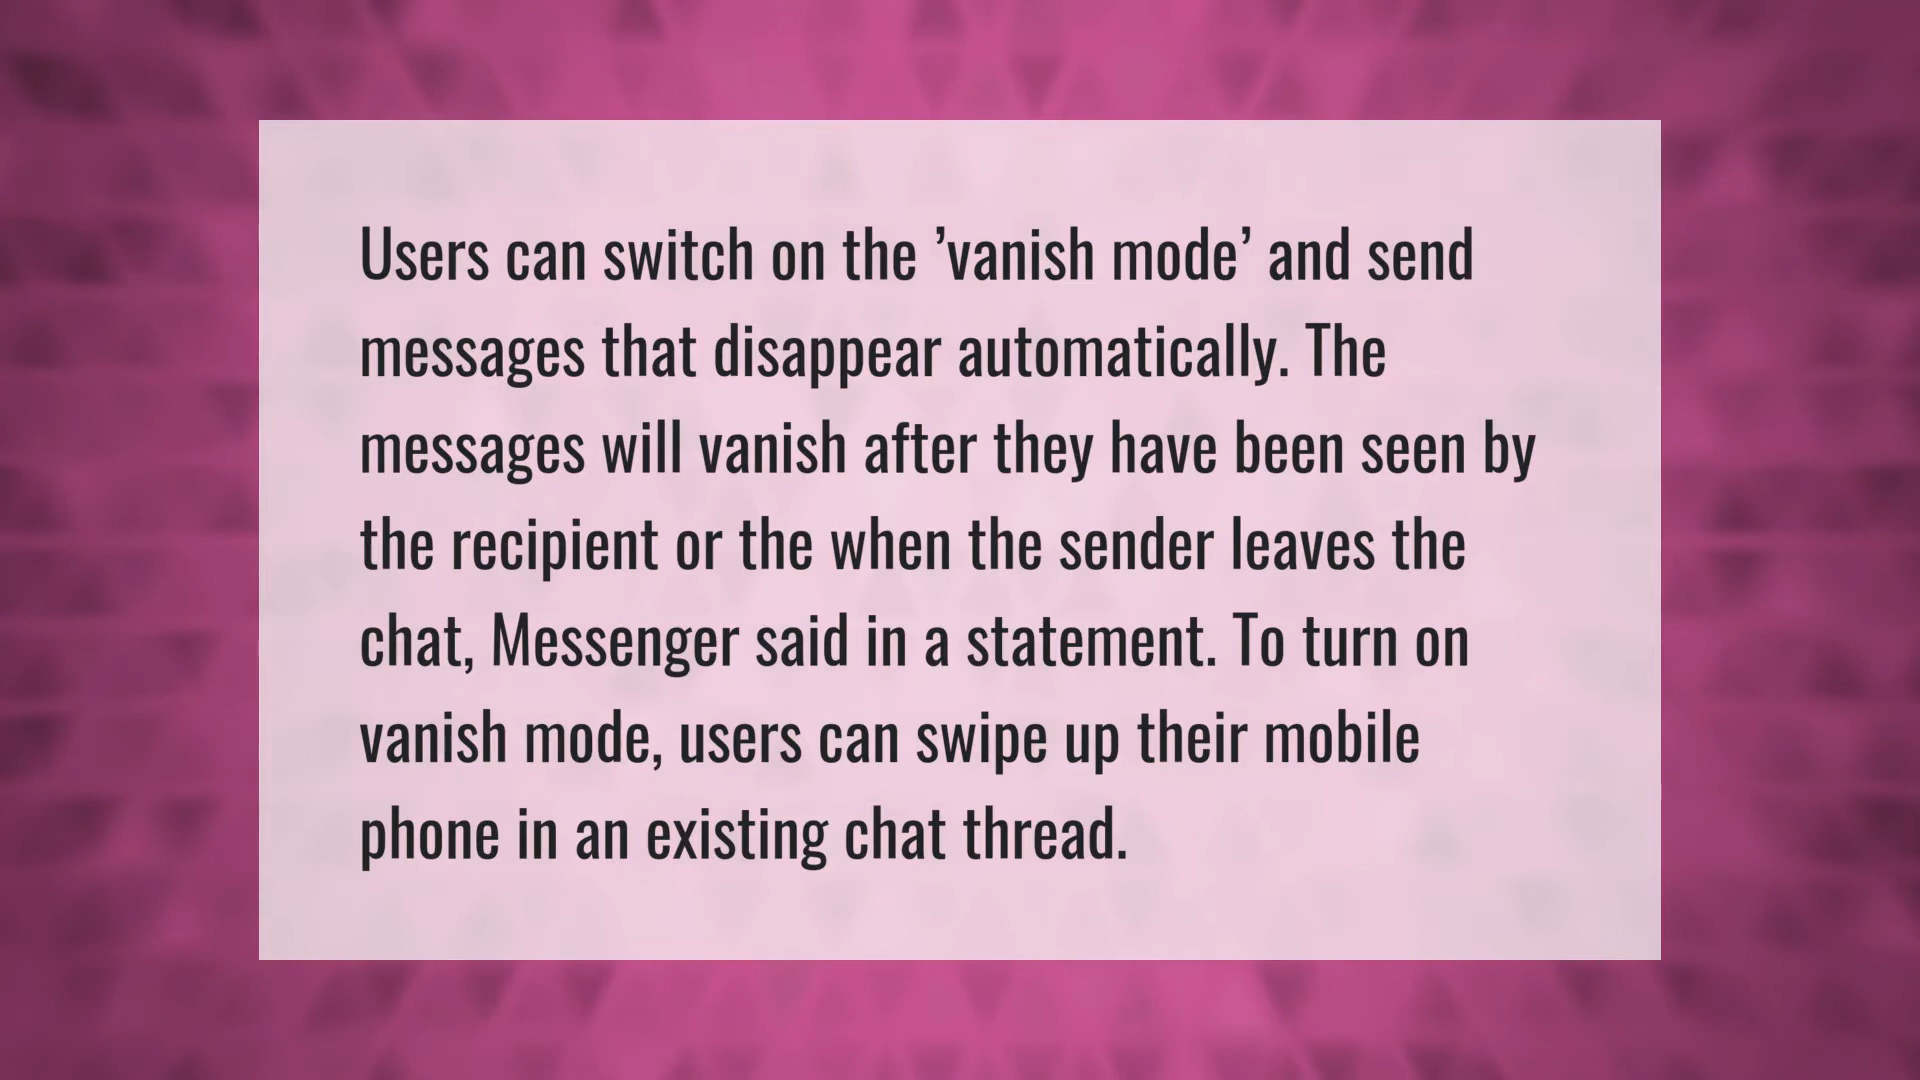 Users can switch on the ’vanish mode’ and send
messages that disappear automatically. The
messages will vanish after they have been seen by
the recipient or the when the sender leaves the
chat, Messenger said in a statement. To turn on
vanish mode, users can swipe up their mobile
phone in an existing chat thread.